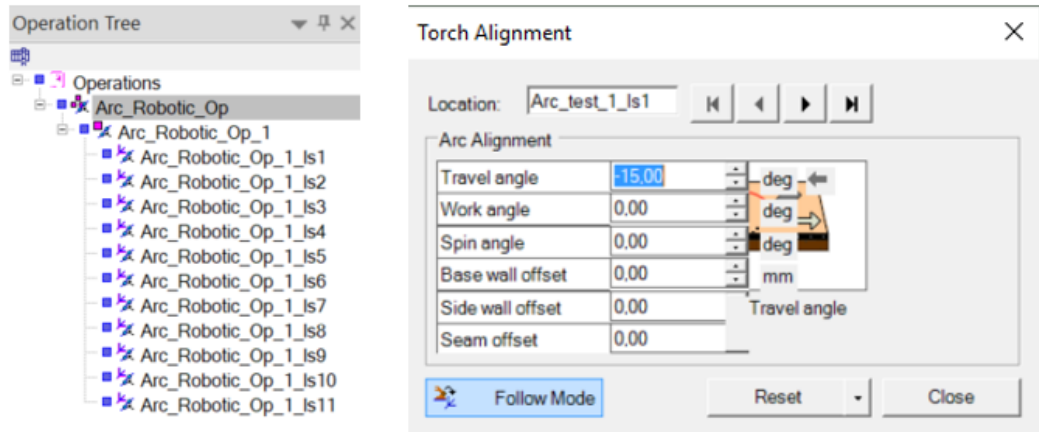 Operation Tree
Operations
Arc_Robotic_Op
Arc_Robotic_Op_1
Arc_Robotic_Op_1_ls1
Arc_Robotic_Op_1_ls2
Arc_Robotic_Op_1_ls3
Arc_Robotic_Op_1_ls4
Arc_Robotic_Op_1_ls5
Arc_Robotic_Op_1_ls6
Arc_Robotic_Op_1_ls7
Arc_Robotic_Op_1_ls8
Arc_Robotic_Op_1_ls9
Arc_Robotic_Op_1_ls10
Arc_Robotic_Op_1_ls11
Torch Alignment
Location: Arc_test_1_ls1
Arc Alignment
Travel angle -15,00 deg
Work angle 0,00 deg
Spin angle 0,00 deg
Base wall offset 0,00 mm
Side wall offset 0,00 Travel angle
Seam offset 0,00
Follow Mode Reset Close